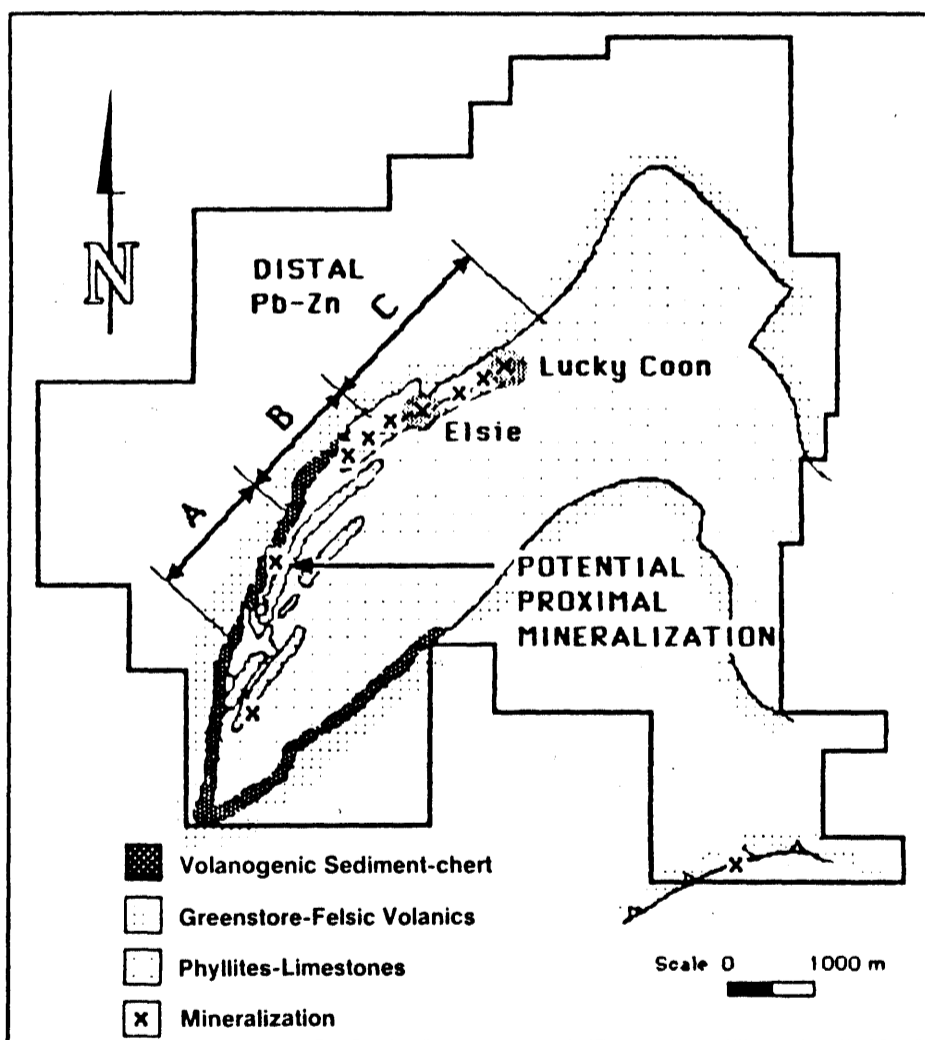 N
DISTAL
Pb-Zn
C
B
A
Lucky Coon
Elsie
POTENTIAL
PROXIMAL
MINERALIZATION
Volanogenic Sediment-chert
Greenstore-Felsic Volanics
Phyllites-Limestones
x Mineralization
Scale 0 1000 m